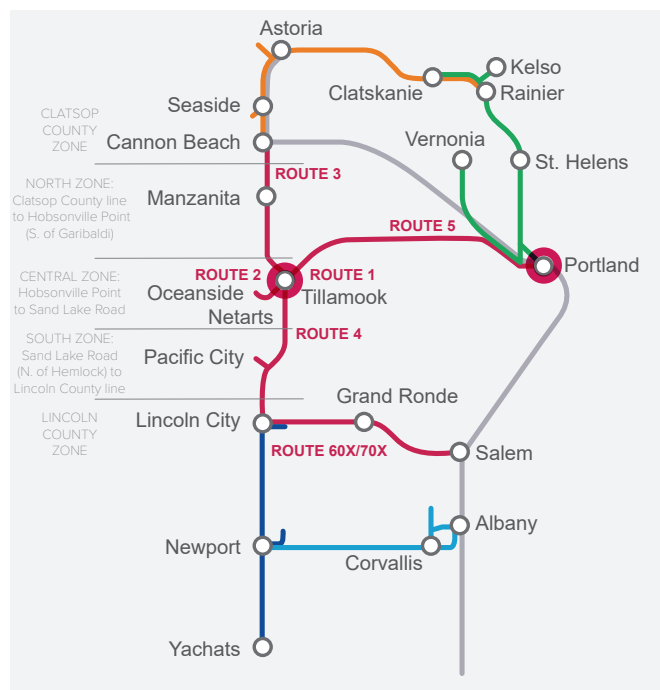 Astoria
Kelso
Clatskanie
Rainier
Seaside
CLATSOP
COUNTY
ZONE
Cannon Beach
Vernonia
St. Helens
ROUTE 3
NORTH ZONE:
Clatsop County line
to Hobsonville Point
(S. of Garibaldi)
Manzanita
ROUTE 5
CENTRAL ZONE:
Hobsonville Point
to Sand Lake Road
ROUTE 2
ROUTE 1
Portland
Oceanside
Tillamook
Netarts
SOUTH ZONE:
Sand Lake Road
(N. of Hemlock) to
Lincoln County line
ROUTE 4
Pacific City
Grand Ronde
LINCOLN
COUNTY
ZONE
Lincoln City
ROUTE 60X/70X
Salem
Albany
Newport
Corvallis
Yachats